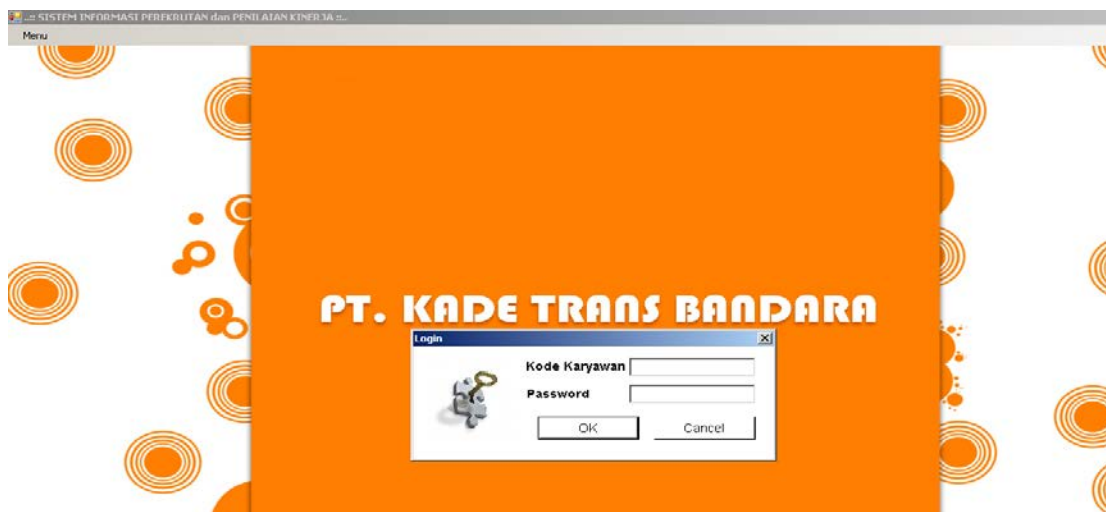 ..:: SISTEM INFORMASI PEREKRUTAN dan PENILAIAN KINERJA ::..
Menu
PT. KADE TRANS BANDARA
Login
Kode Karyawan
Password
OK
Cancel